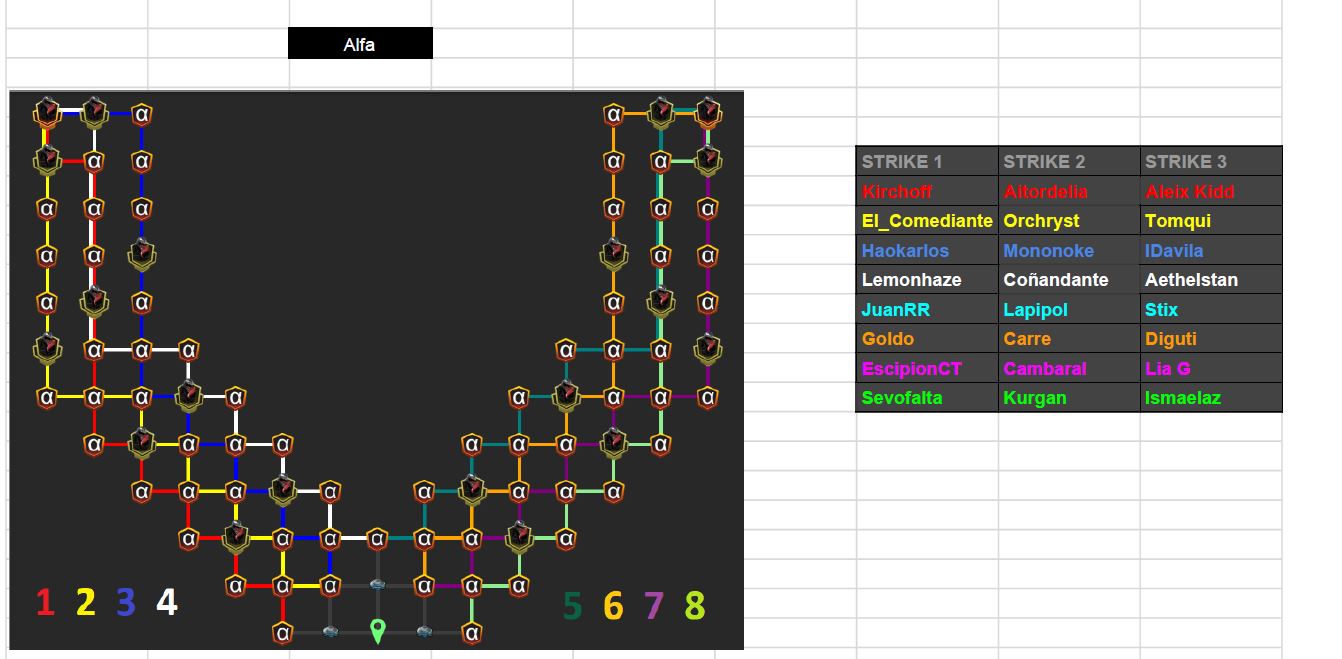 Alfa
α α
α α α α
α α α α α α
α α α α
α α α α
α α α α α α
α α α α α α α α
α α α α α α α α
α α α α α α α α
α α α α α α α
α α α α α α
α α
1 2 3 4 5 6 7 8
STRIKE 1 STRIKE 2 STRIKE 3
Kirchoff Aitordelia Aleix Kidd
El_Comediante Orchryst Tomqui
Haokarlos Mononoke IDavila
Lemonhaze Coñandante Aethelstan
JuanRR Lapipol Stix
Goldo Carre Diguti
EscipionCT Cambaral Lia G
Sevofalta Kurgan Ismaelaz